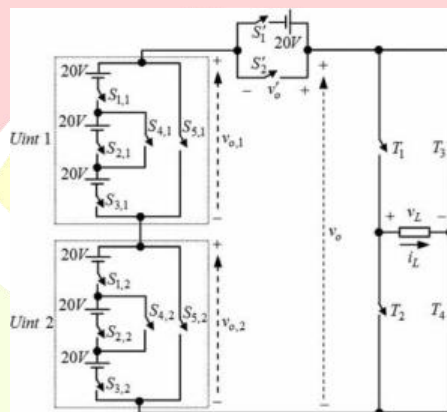 S'1
20V
S'2
− v'o +
20V
S1,1
20V
S4,1
S5,1
Uint 1
S2,1
20V
S3,1
+
vo,1
−
+
vo
−
T1
T3
+ vL −
iL
T2
T4
20V
S1,2
20V
S4,2
S5,2
Uint 2
S2,2
20V
S3,2
+
vo,2
−